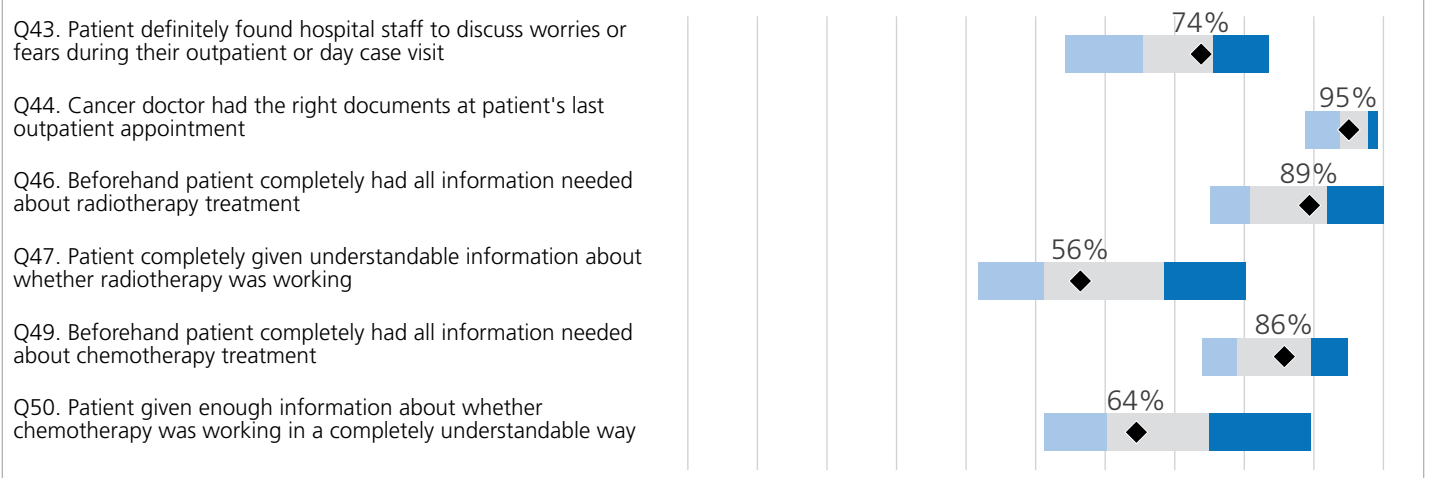 Q43. Patient definitely found hospital staff to discuss worries or
fears during their outpatient or day case visit
74%
Q44. Cancer doctor had the right documents at patient's last
outpatient appointment
95%
Q46. Beforehand patient completely had all information needed
about radiotherapy treatment
89%
Q47. Patient completely given understandable information about
whether radiotherapy was working
56%
Q49. Beforehand patient completely had all information needed
about chemotherapy treatment
86%
Q50. Patient given enough information about whether
chemotherapy was working in a completely understandable way
64%